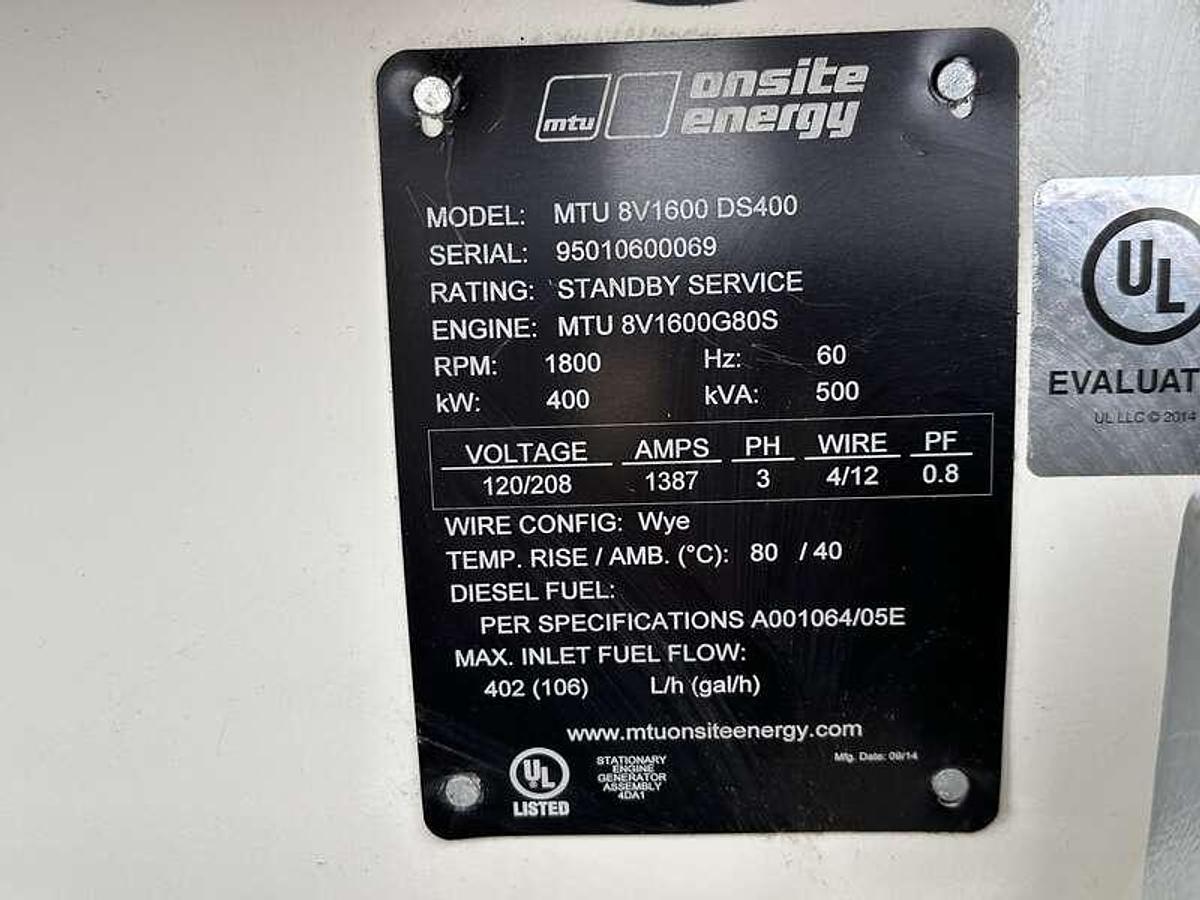 mtu onsite
energy
MODEL: MTU 8V1600 DS400
SERIAL: 95010600069
RATING: STANDBY SERVICE
ENGINE: MTU 8V1600G80S
RPM: 1800 Hz: 60
kW: 400 kVA: 500
VOLTAGE AMPS PH WIRE PF
120/208 1387 3 4/12 0.8
WIRE CONFIG: Wye
TEMP. RISE / AMB. (°C): 80 / 40
DIESEL FUEL:
PER SPECIFICATIONS A001064/05E
MAX. INLET FUEL FLOW:
402 (106) L/h (gal/h)
www.mtuonsiteenergy.com
Mfg. Date: 09/14
UL
LISTED
STATIONARY
ENGINE
GENERATOR
ASSEMBLY
4DA1
UL
EVALUAT
UL LLC © 2014